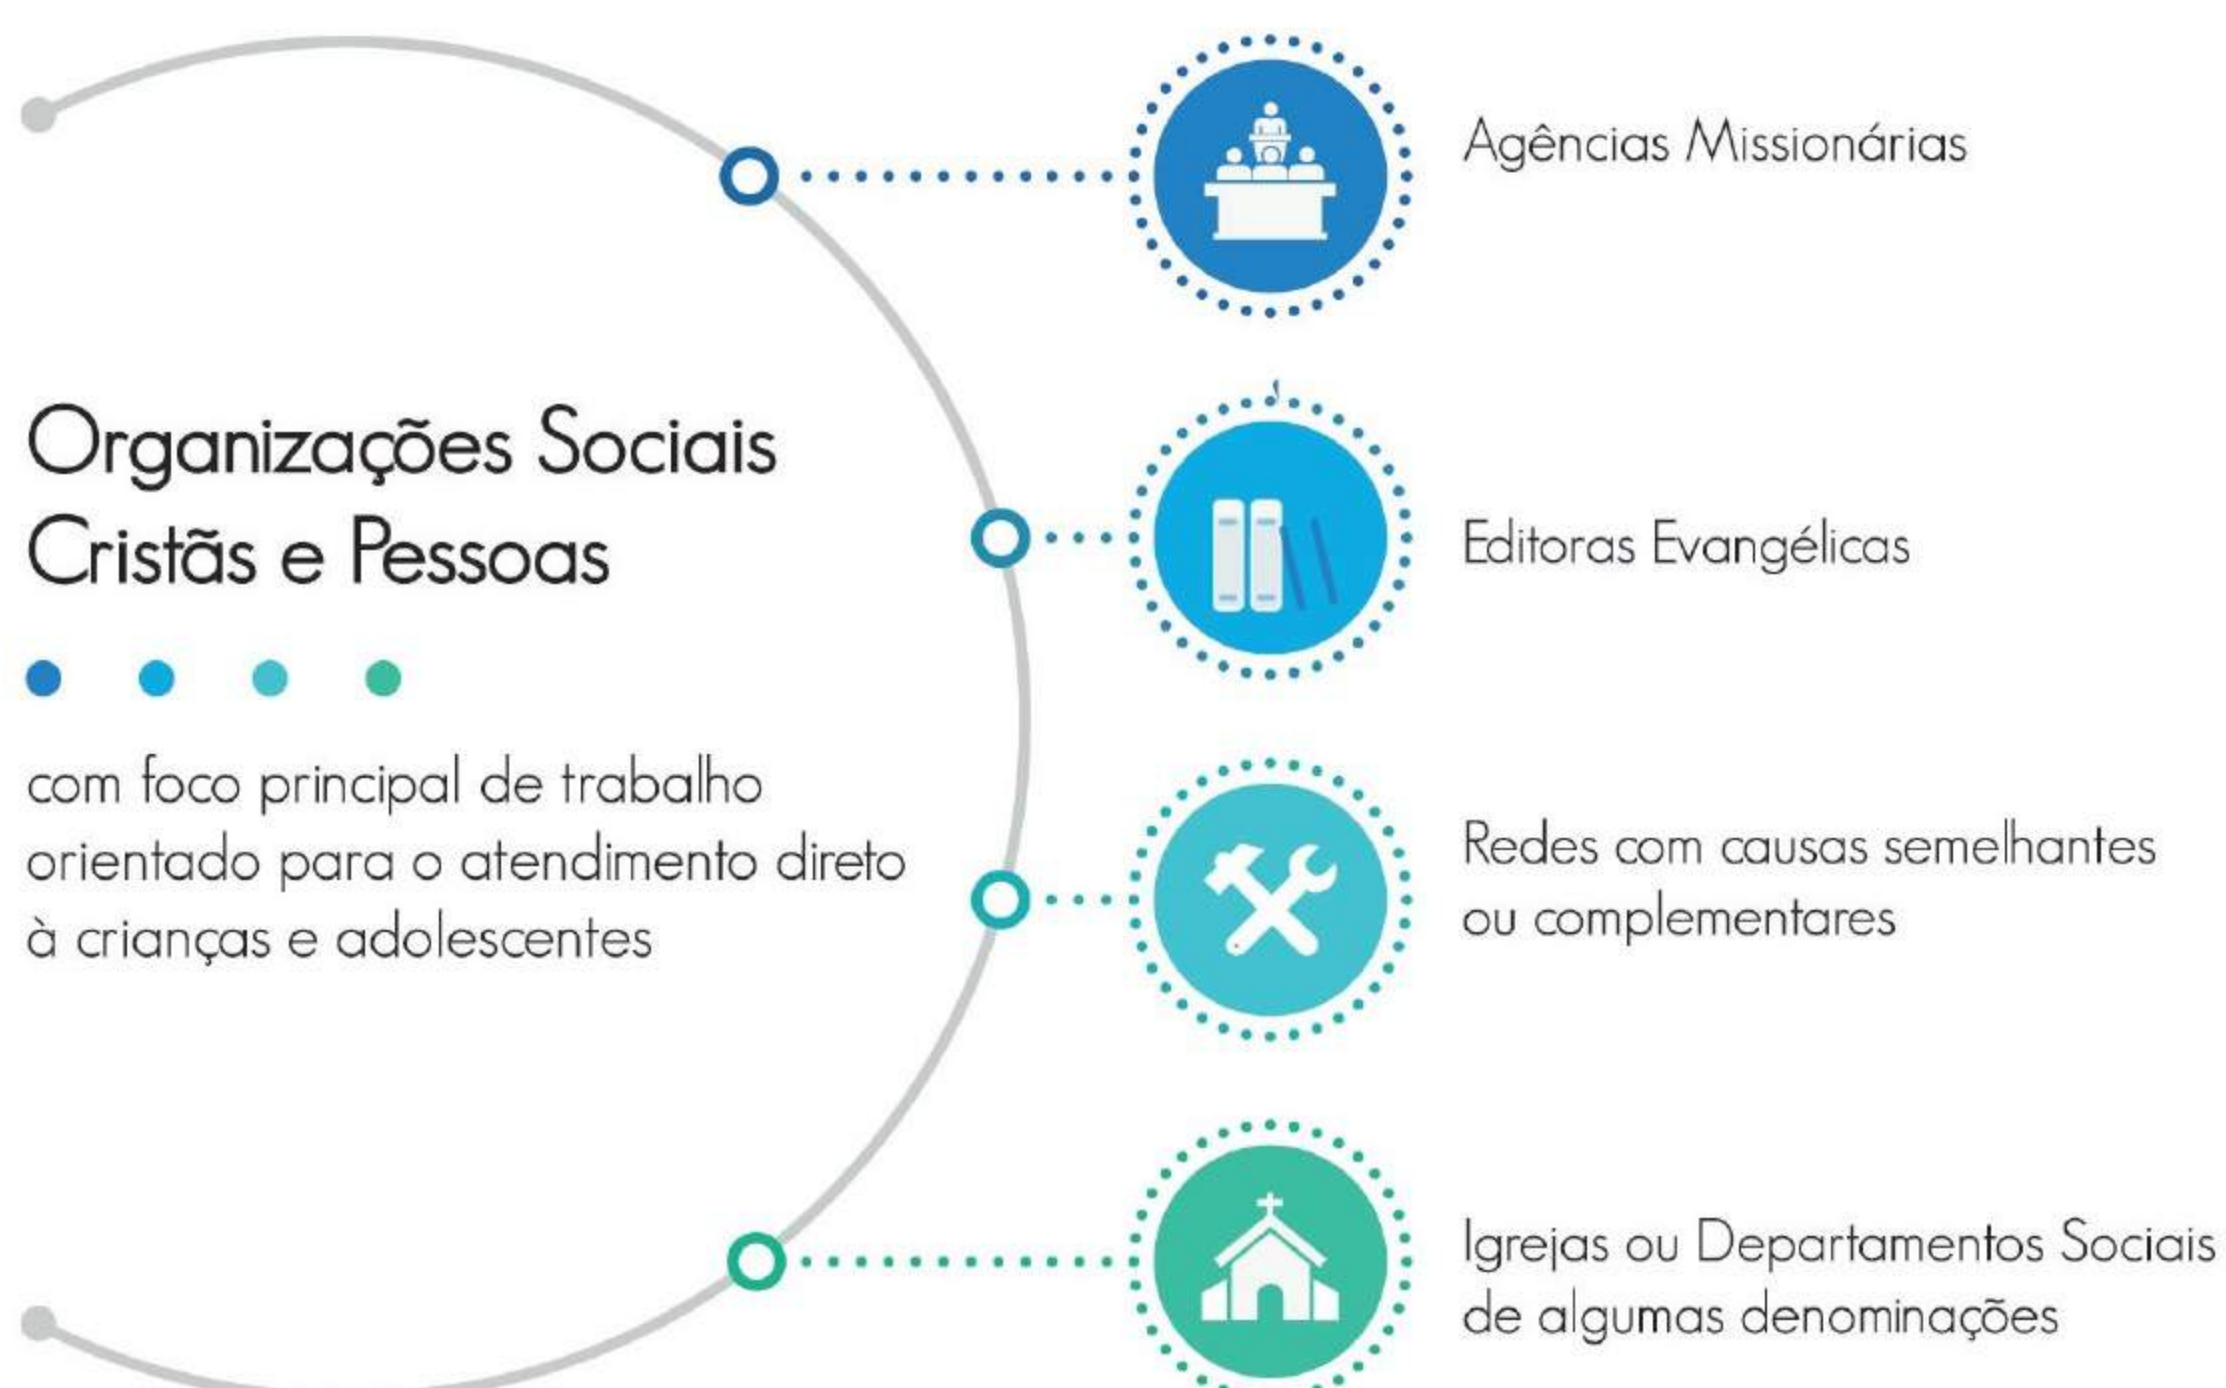 Organizações Sociais
Cristãs e Pessoas
com foco principal de trabalho
orientado para o atendimento direto
à crianças e adolescentes
Agências Missionárias
Editoras Evangélicas
Redes com causas semelhantes
ou complementares
Igrejas ou Departamentos Sociais
de algumas denominações